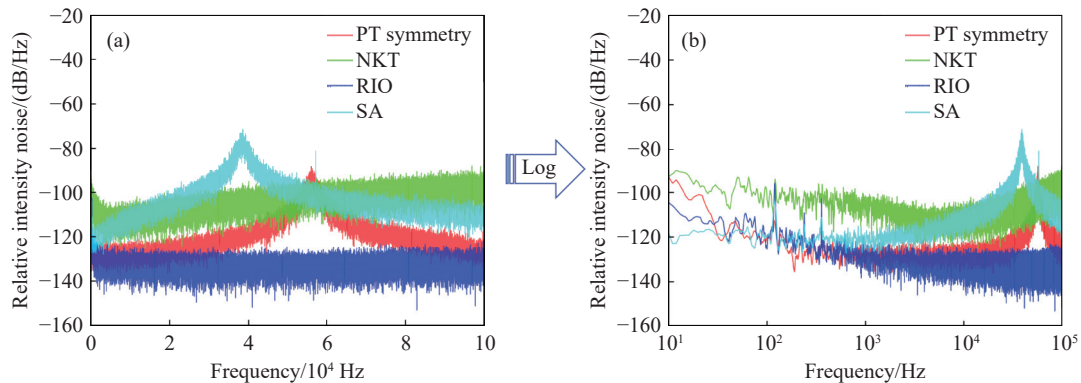 (a)
PT symmetry
NKT
RIO
SA
Relative intensity noise/(dB/Hz)
−20
−40
−60
−80
−100
−120
−140
−160
0 2 4 6 8 10
Frequency/10⁴ Hz
Log
(b)
PT symmetry
NKT
RIO
SA
Relative intensity noise/(dB/Hz)
−20
−40
−60
−80
−100
−120
−140
−160
10¹ 10² 10³ 10⁴ 10⁵
Frequency/Hz